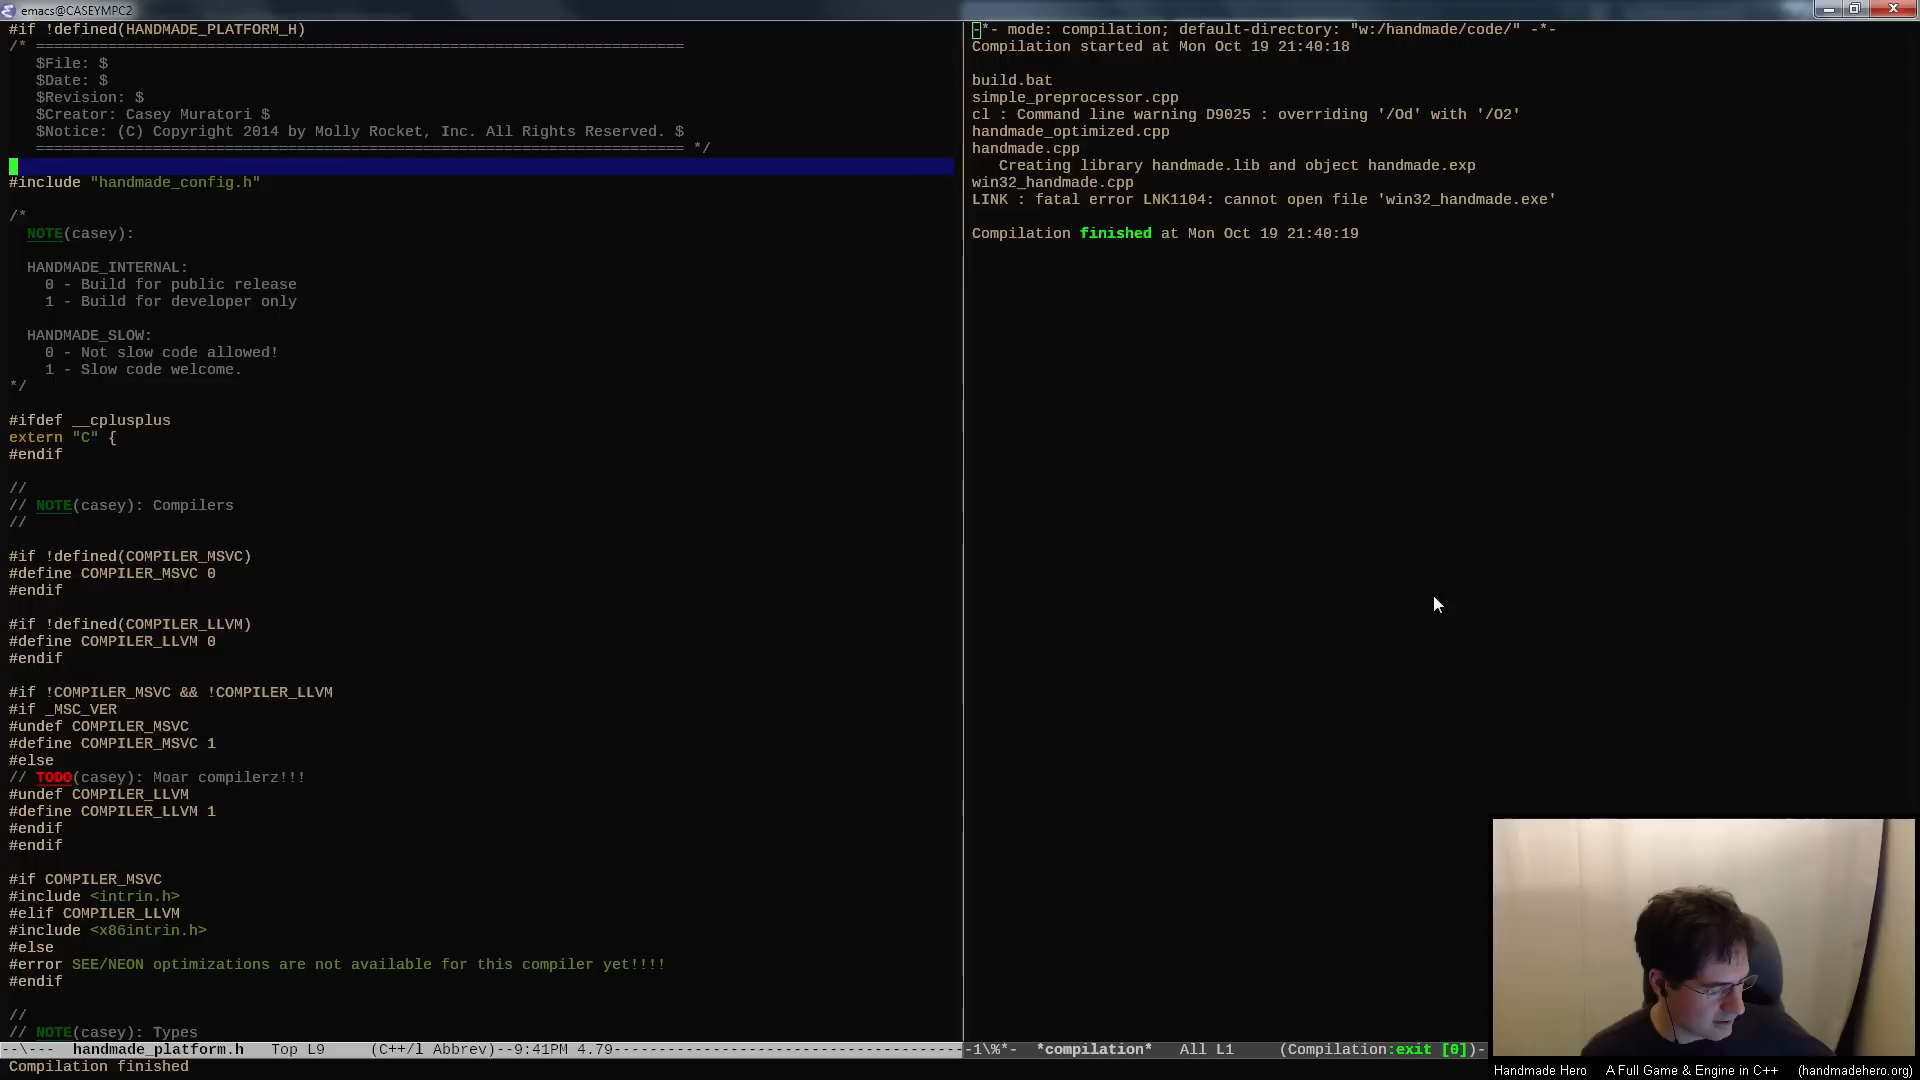 emacs@CASEYMPC2
#if !defined(HANDMADE_PLATFORM_H)
/* ========================================================================
   $File: $
   $Date: $
   $Revision: $
   $Creator: Casey Muratori $
   $Notice: (C) Copyright 2014 by Molly Rocket, Inc. All Rights Reserved. $
   ======================================================================== */
#include "handmade_config.h"
/*
  NOTE(casey):
  HANDMADE_INTERNAL:
    0 - Build for public release
    1 - Build for developer only
  HANDMADE_SLOW:
    0 - Not slow code allowed!
    1 - Slow code welcome.
*/
#ifdef __cplusplus
extern "C" {
#endif
//
// NOTE(casey): Compilers
//
#if !defined(COMPILER_MSVC)
#define COMPILER_MSVC 0
#endif
#if !defined(COMPILER_LLVM)
#define COMPILER_LLVM 0
#endif
#if !COMPILER_MSVC && !COMPILER_LLVM
#if _MSC_VER
#undef COMPILER_MSVC
#define COMPILER_MSVC 1
#else
// TODO(casey): Moar compilerz!!!
#undef COMPILER_LLVM
#define COMPILER_LLVM 1
#endif
#endif
#if COMPILER_MSVC
#include <intrin.h>
#elif COMPILER_LLVM
#include <x86intrin.h>
#else
#error SEE/NEON optimizations are not available for this compiler yet!!!!
#endif
//
// NOTE(casey): Types
--\---  handmade_platform.h   Top L9     (C++/l Abbrev)--9:41PM 4.79---------------------------------------
Compilation finished
-*- mode: compilation; default-directory: "w:/handmade/code/" -*-
Compilation started at Mon Oct 19 21:40:18
build.bat
simple_preprocessor.cpp
cl : Command line warning D9025 : overriding '/Od' with '/O2'
handmade_optimized.cpp
handmade.cpp
   Creating library handmade.lib and object handmade.exp
win32_handmade.cpp
LINK : fatal error LNK1104: cannot open file 'win32_handmade.exe'
Compilation finished at Mon Oct 19 21:40:19
-1\%*-  *compilation*   All L1     (Compilation:exit [0])-
Handmade Hero   A Full Game & Engine in C++   (handmadehero.org)